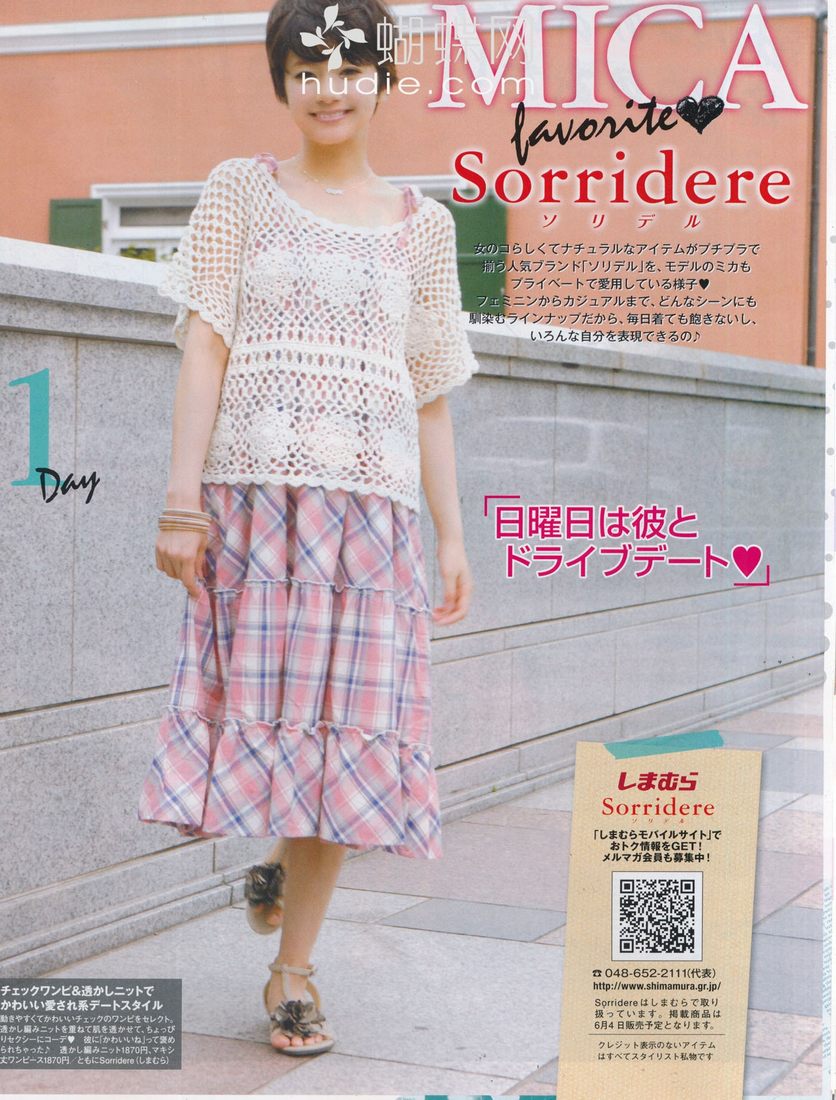 蝴蝶网
hudie.com
MICA
favorite♥
Sorridere
ソリデル
女のコらしくてナチュラルなアイテムがプチプラで
揃う人気ブランド「ソリデル」を、モデルのミカも
プライベートで愛用している様子♥
フェミニンからカジュアルまで、どんなシーンにも
馴染むラインナップだから、毎日着ても飽きないし、
いろんな自分を表現できるの♪
1
Day
「日曜日は彼と
ドライブデート♥」
しまむら
Sorridere
ソリデル
「しまむらモバイルサイト」で
おトク情報をGET!
メルマガ会員も募集中!
☎048-652-2111(代表)
http://www.shimamura.gr.jp/
Sorridereはしまむらで取り
扱っています。掲載商品は
6月4日販売予定となります。
クレジット表示のないアイテム
はすべてスタイリスト私物です
チェックワンピ&透かしニットで
かわいい愛され系デートスタイル
動きやすくてかわいいチェックのワンピをセレクト。
透かし編みニットを重ねて肌を透かせて、ちょっぴ
りセクシーにコーデ♥ 彼に「かわいいね」って褒め
られちゃった♪ 透かし編みニット1870円、マキシ
丈ワンピース1870円/ともにSorridere(しまむら)